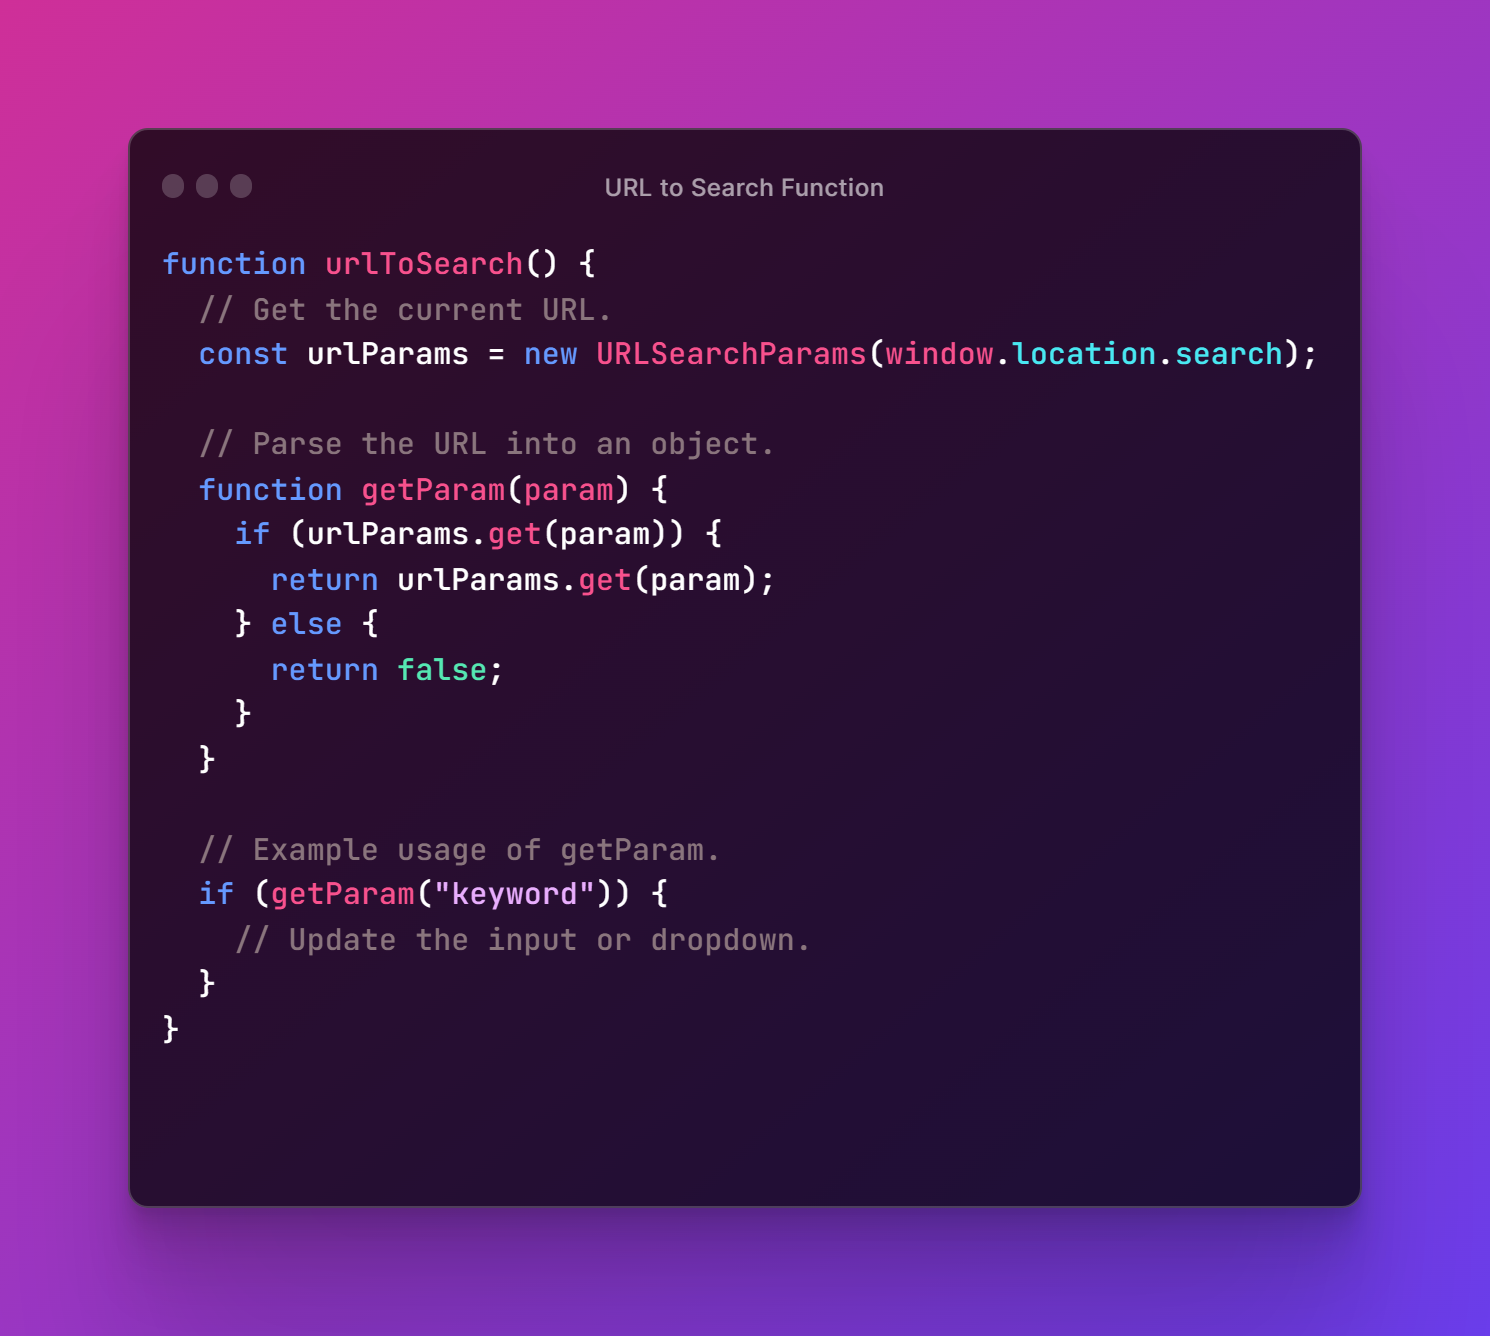 URL to Search Function
function urlToSearch() {
  // Get the current URL.
  const urlParams = new URLSearchParams(window.location.search);

  // Parse the URL into an object.
  function getParam(param) {
    if (urlParams.get(param)) {
      return urlParams.get(param);
    } else {
      return false;
    }
  }

  // Example usage of getParam.
  if (getParam("keyword")) {
    // Update the input or dropdown.
  }
}